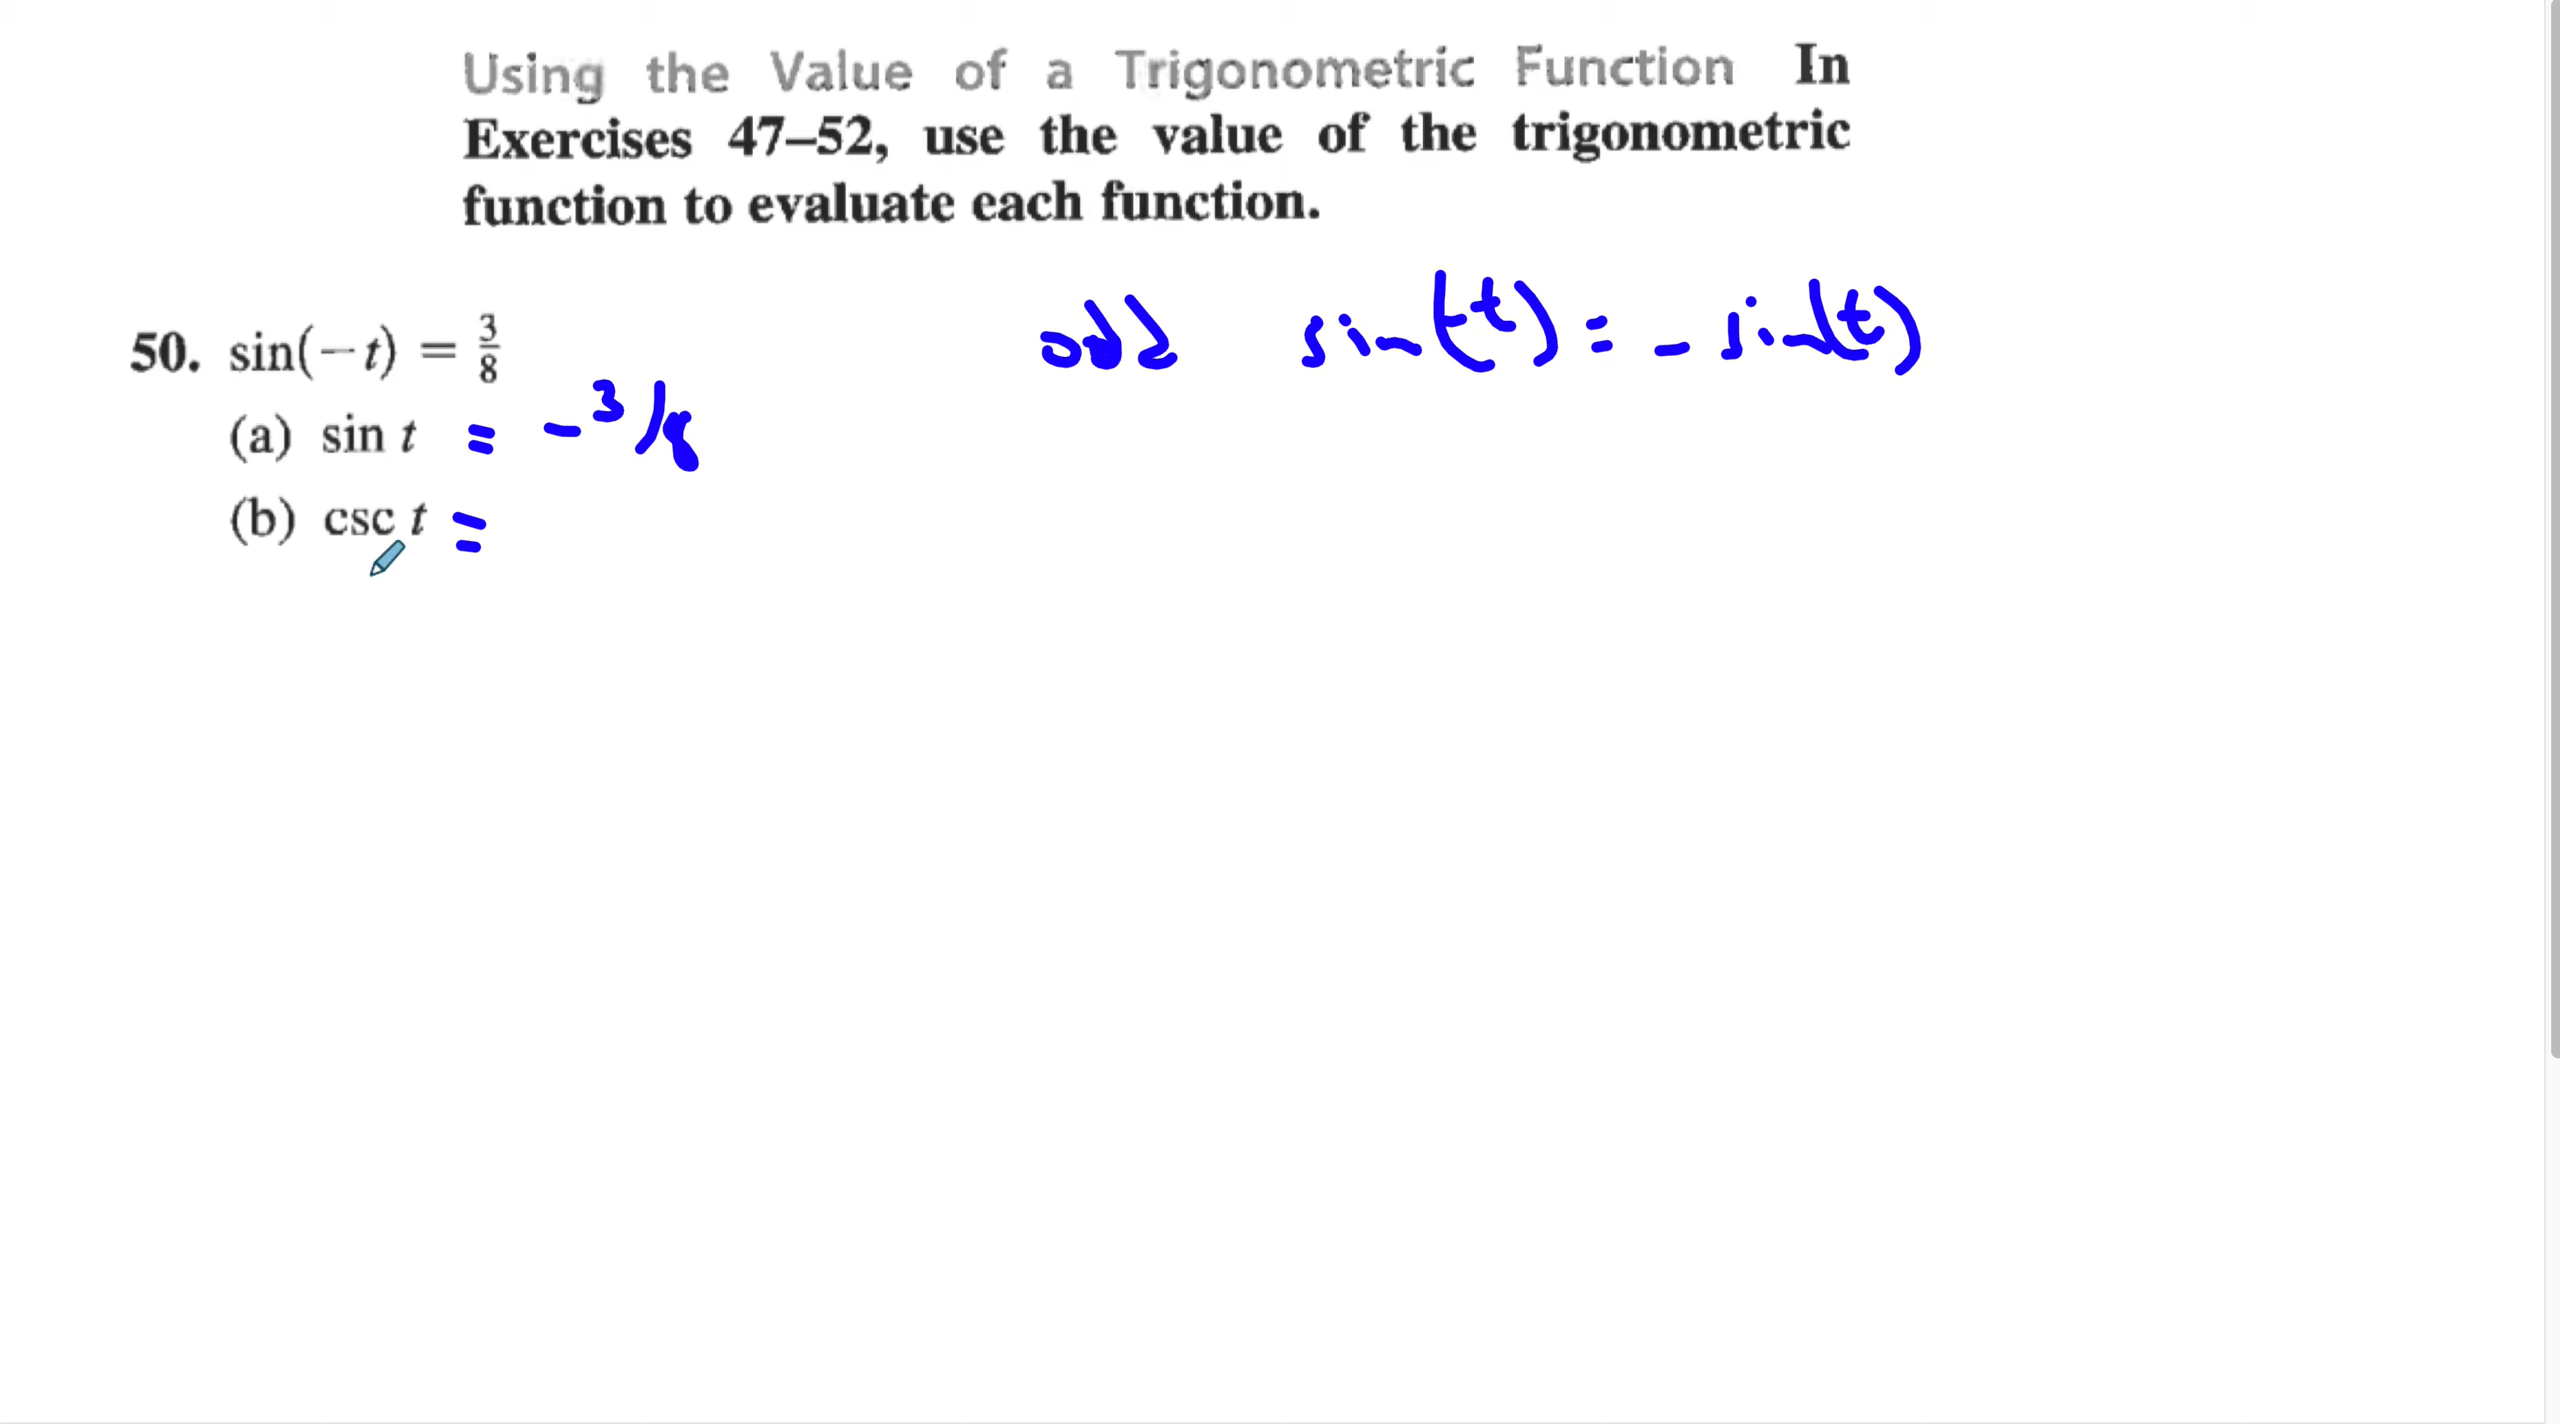 Using the Value of a Trigonometric Function In
Exercises 47–52, use the value of the trigonometric
function to evaluate each function.
odd sin(-t) = - sin(t)
50. sin(−t) = 3/8
(a) sin t = - 3/8
(b) csc t =